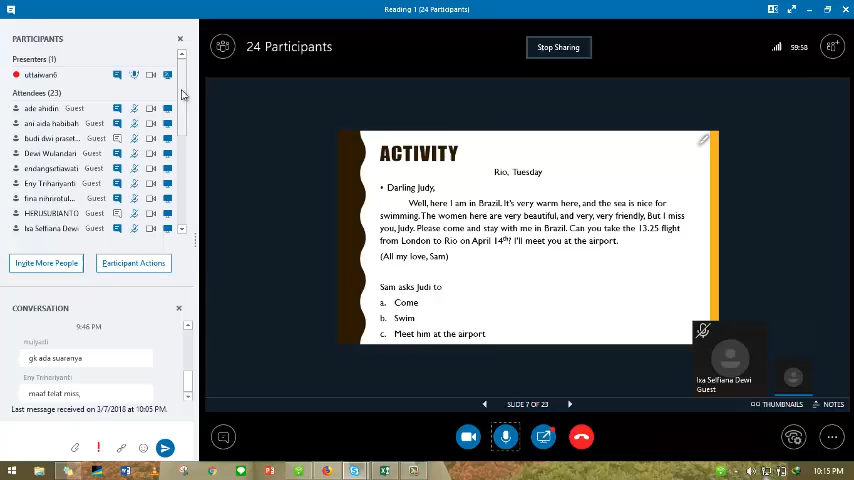 Reading 1 (24 Participants)
PARTICIPANTS
Presenters (1)
uttaiwan6
Attendees (23)
ade ahidin Guest
ani aida habibah Guest
budi dwi praset... Guest
Dewi Wulandari Guest
endangsetiawati Guest
Eny Trihariyanti Guest
fina nihrirotul... Guest
HERUSUBIANTO Guest
Ixa Selfiana Dewi Guest
Invite More People
Participant Actions
CONVERSATION
9:46 PM
mulyadi
gk ada suaranya
Eny Trihariyanti
maaf telat miss,
Last message received on 3/7/2018 at 10:05 PM.
24 Participants
Stop Sharing
59:58
ACTIVITY
Rio, Tuesday
• Darling Judy,
Well, here I am in Brazil. It's very warm here, and the sea is nice for
swimming. The women here are very beautiful, and very, very friendly, But I miss
you, Judy. Please come and stay with me in Brazil. Can you take the 13.25 flight
from London to Rio on April 14th? I'll meet you at the airport.
(All my love, Sam)
Sam asks Judi to
a. Come
b. Swim
c. Meet him at the airport
Ixa Selfiana Dewi
Guest
SLIDE 7 OF 23
THUMBNAILS
NOTES
10:15 PM